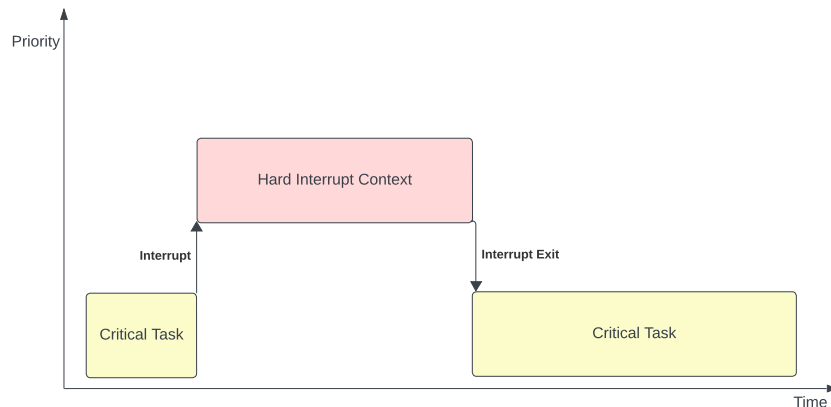 Priority
Hard Interrupt Context
Interrupt
Interrupt Exit
Critical Task
Critical Task
Time